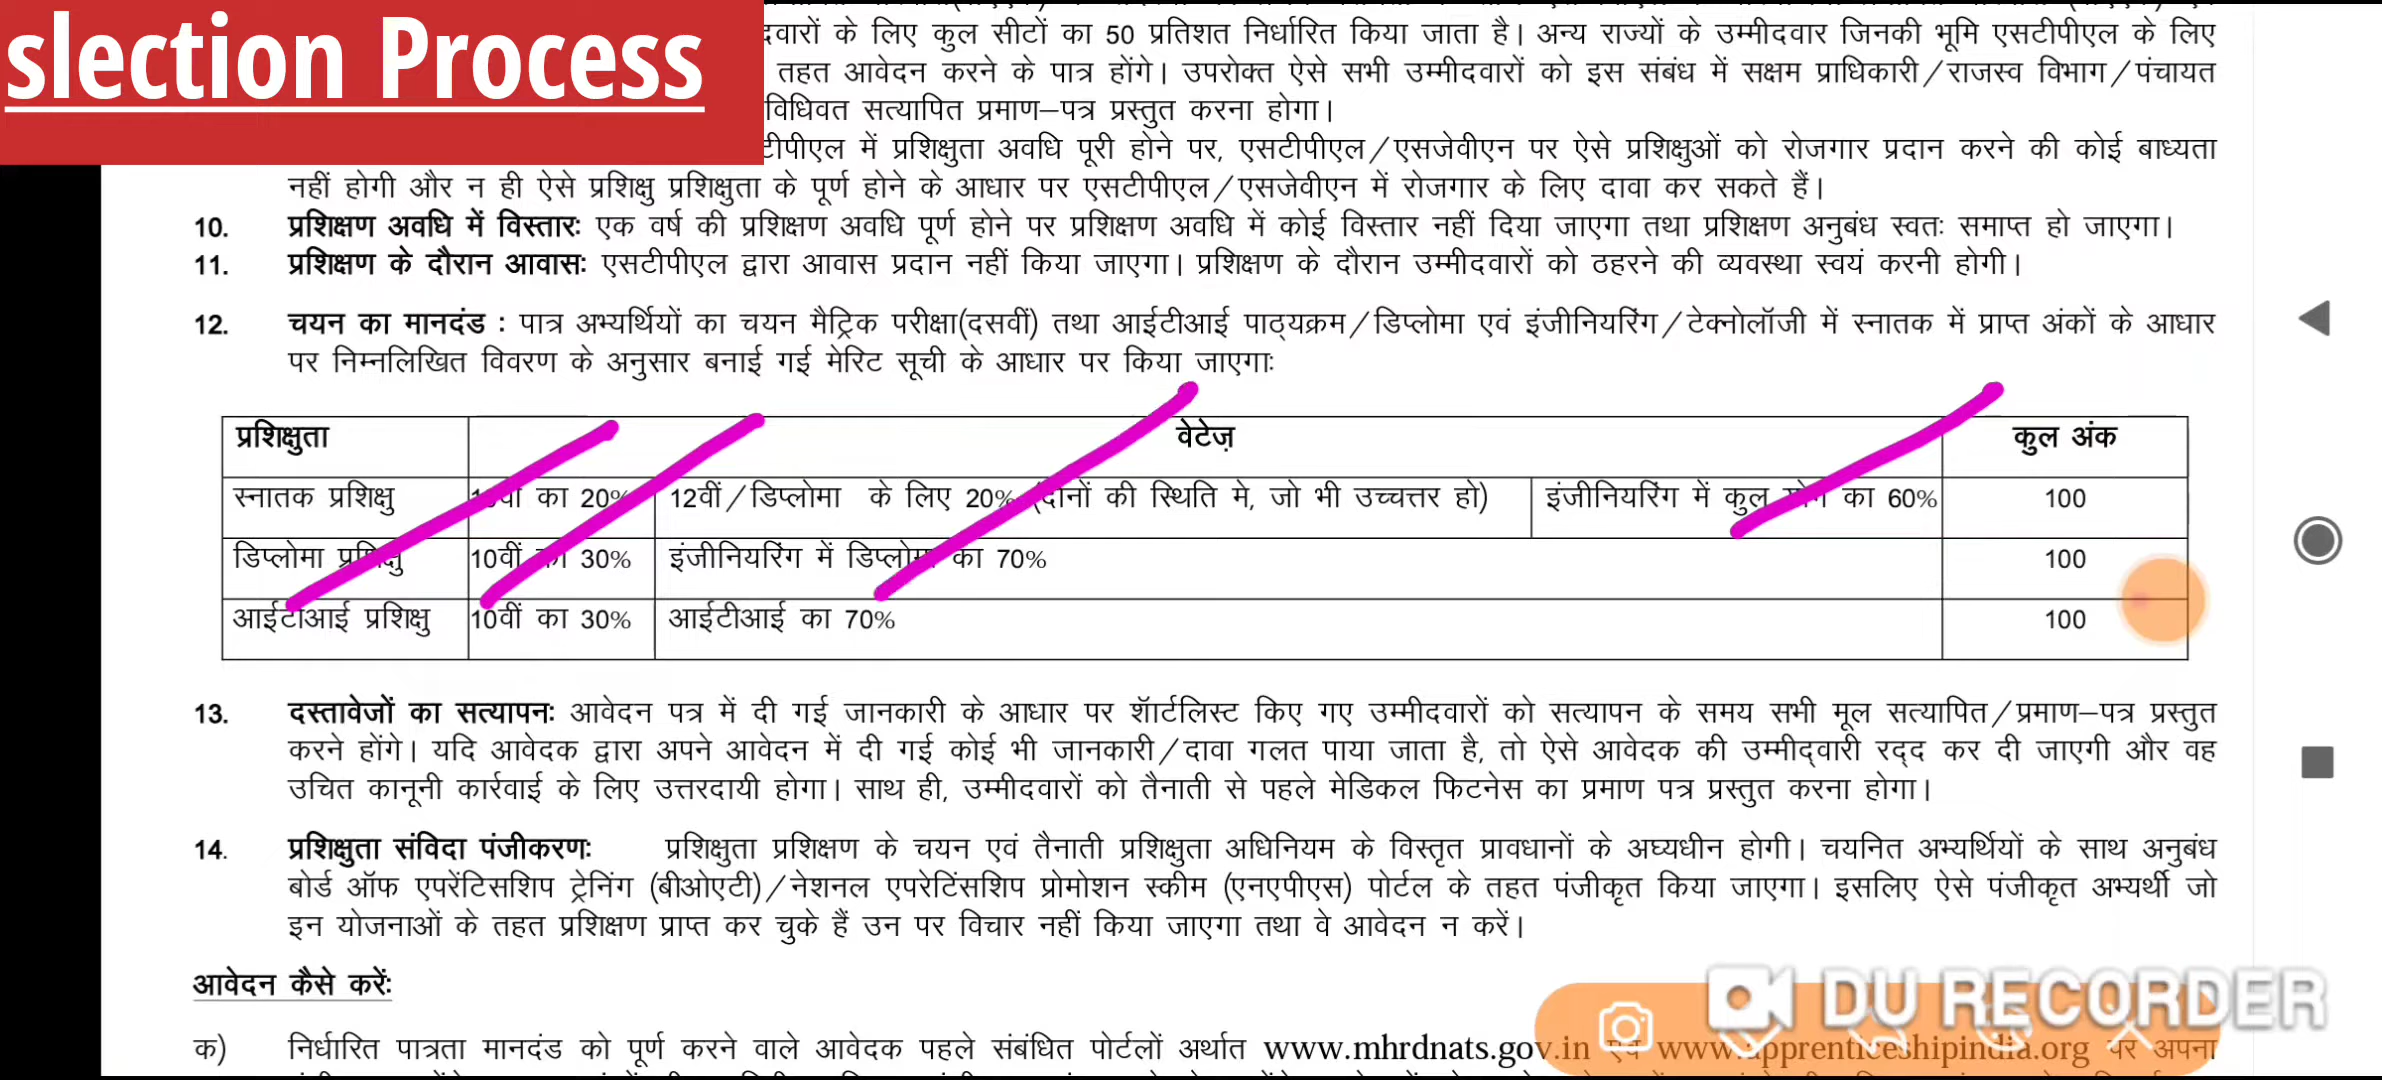 slection Process
के लिए कुल सीटों का 50 प्रतिशत निर्धारित किया जाता है। अन्य राज्यों के उम्मीदवार जिनकी भूमि एसटीपीएल के लिए
तहत आवेदन करने के पात्र होंगे। उपरोक्त ऐसे सभी उम्मीदवारों को इस संबंध में सक्षम प्राधिकारी/राजस्व विभाग/पंचायत
विधिवत सत्यापित प्रमाण–पत्र प्रस्तुत करना होगा।
में प्रशिक्षुता अवधि पूरी होने पर, एसटीपीएल/एसजेवीएन पर ऐसे प्रशिक्षुओं को रोजगार प्रदान करने की कोई बाध्यता
नहीं होगी और न ही ऐसे प्रशिक्षु प्रशिक्षुता के पूर्ण होने के आधार पर एसटीपीएल/एसजेवीएन में रोजगार के लिए दावा कर सकते हैं।
10. प्रशिक्षण अवधि में विस्तारः एक वर्ष की प्रशिक्षण अवधि पूर्ण होने पर प्रशिक्षण अवधि में कोई विस्तार नहीं दिया जाएगा तथा प्रशिक्षण अनुबंध स्वतः समाप्त हो जाएगा।
11. प्रशिक्षण के दौरान आवासः एसटीपीएल द्वारा आवास प्रदान नहीं किया जाएगा। प्रशिक्षण के दौरान उम्मीदवारों को ठहरने की व्यवस्था स्वयं करनी होगी।
12. चयन का मानदंड : पात्र अभ्यर्थियों का चयन मैट्रिक परीक्षा(दसवीं) तथा आईटीआई पाठ्यक्रम/डिप्लोमा एवं इंजीनियरिंग/टेक्नोलॉजी में स्नातक में प्राप्त अंकों के आधार
पर निम्नलिखित विवरण के अनुसार बनाई गई मेरिट सूची के आधार पर किया जाएगाः
प्रशिक्षुता वेटेज़ कुल अंक
स्नातक प्रशिक्षु का 20% 12वीं/डिप्लोमा के लिए 20% (दोनों की स्थिति मे, जो भी उच्चत्तर हो) इंजीनियरिंग में कुल का 60% 100
डिप्लोमा प्रशिक्षु 10वीं का 30% इंजीनियरिंग में डिप्लोमा का 70% 100
आईटीआई प्रशिक्षु 10वीं का 30% आईटीआई का 70% 100
13. दस्तावेजों का सत्यापनः आवेदन पत्र में दी गई जानकारी के आधार पर शॅार्टलिस्ट किए गए उम्मीदवारों को सत्यापन के समय सभी मूल सत्यापित/प्रमाण–पत्र प्रस्तुत
करने होंगे। यदि आवेदक द्वारा अपने आवेदन में दी गई कोई भी जानकारी/दावा गलत पाया जाता है, तो ऐसे आवेदक की उम्मीद्वारी रद्द कर दी जाएगी और वह
उचित कानूनी कार्रवाई के लिए उत्तरदायी होगा। साथ ही, उम्मीदवारों को तैनाती से पहले मेडिकल फिटनेस का प्रमाण पत्र प्रस्तुत करना होगा।
14. प्रशिक्षुता संविदा पंजीकरणः प्रशिक्षुता प्रशिक्षण के चयन एवं तैनाती प्रशिक्षुता अधिनियम के विस्तृत प्रावधानों के अघ्यधीन होगी। चयनित अभ्यर्थियों के साथ अनुबंध
बोर्ड ऑफ एपरेंटिसशिप ट्रेनिंग (बीओएटी)/नेशनल एपरेटिंसशिप प्रोमोशन स्कीम (एनएपीएस) पोर्टल के तहत पंजीकृत किया जाएगा। इसलिए ऐसे पंजीकृत अभ्यर्थी जो
इन योजनाओं के तहत प्रशिक्षण प्राप्त कर चुके हैं उन पर विचार नहीं किया जाएगा तथा वे आवेदन न करें।
आवेदन कैसे करेंः
DU RECORDER
क) निर्धारित पात्रता मानदंड को पूर्ण करने वाले आवेदक पहले संबंधित पोर्टलों अर्थात www.mhrdnats.gov.in एवं www.apprenticeshipindia.org पर अपना